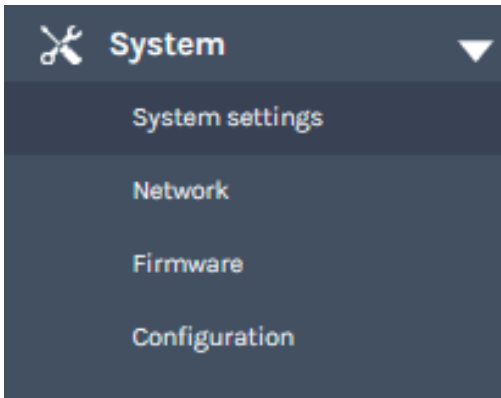 System
System settings
Network
Firmware
Configuration